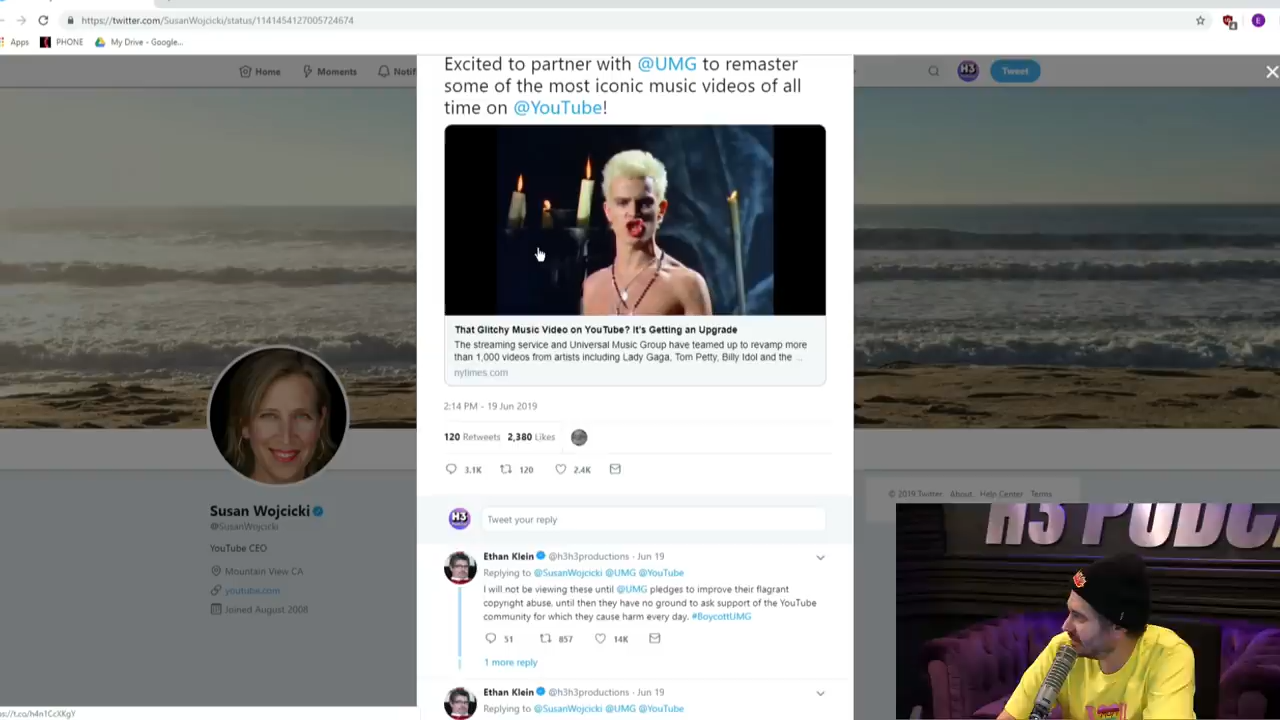 https://twitter.com/SusanWojcicki/status/1141454127005724674
Apps PHONE My Drive - Google...
Home Moments Notif Tweet
Excited to partner with @UMG to remaster
some of the most iconic music videos of all
time on @YouTube!
That Glitchy Music Video on YouTube? It's Getting an Upgrade
The streaming service and Universal Music Group have teamed up to revamp more
than 1,000 videos from artists including Lady Gaga, Tom Petty, Billy Idol and the ...
nytimes.com
2:14 PM - 19 Jun 2019
120 Retweets 2,380 Likes
3.1K 120 2.4K
Susan Wojcicki
@SusanWojcicki
YouTube CEO
Mountain View CA
youtube.com
Joined August 2008
© 2019 Twitter About Help Center Terms
H3 Tweet your reply
Ethan Klein @h3h3productions · Jun 19
Replying to @SusanWojcicki @UMG @YouTube
I will not be viewing these until @UMG pledges to improve their flagrant
copyright abuse, until then they have no ground to ask support of the YouTube
community for which they cause harm every day. #BoycottUMG
51 857 14K
1 more reply
Ethan Klein @h3h3productions · Jun 19
Replying to @SusanWojcicki @UMG @YouTube
H3 PODC